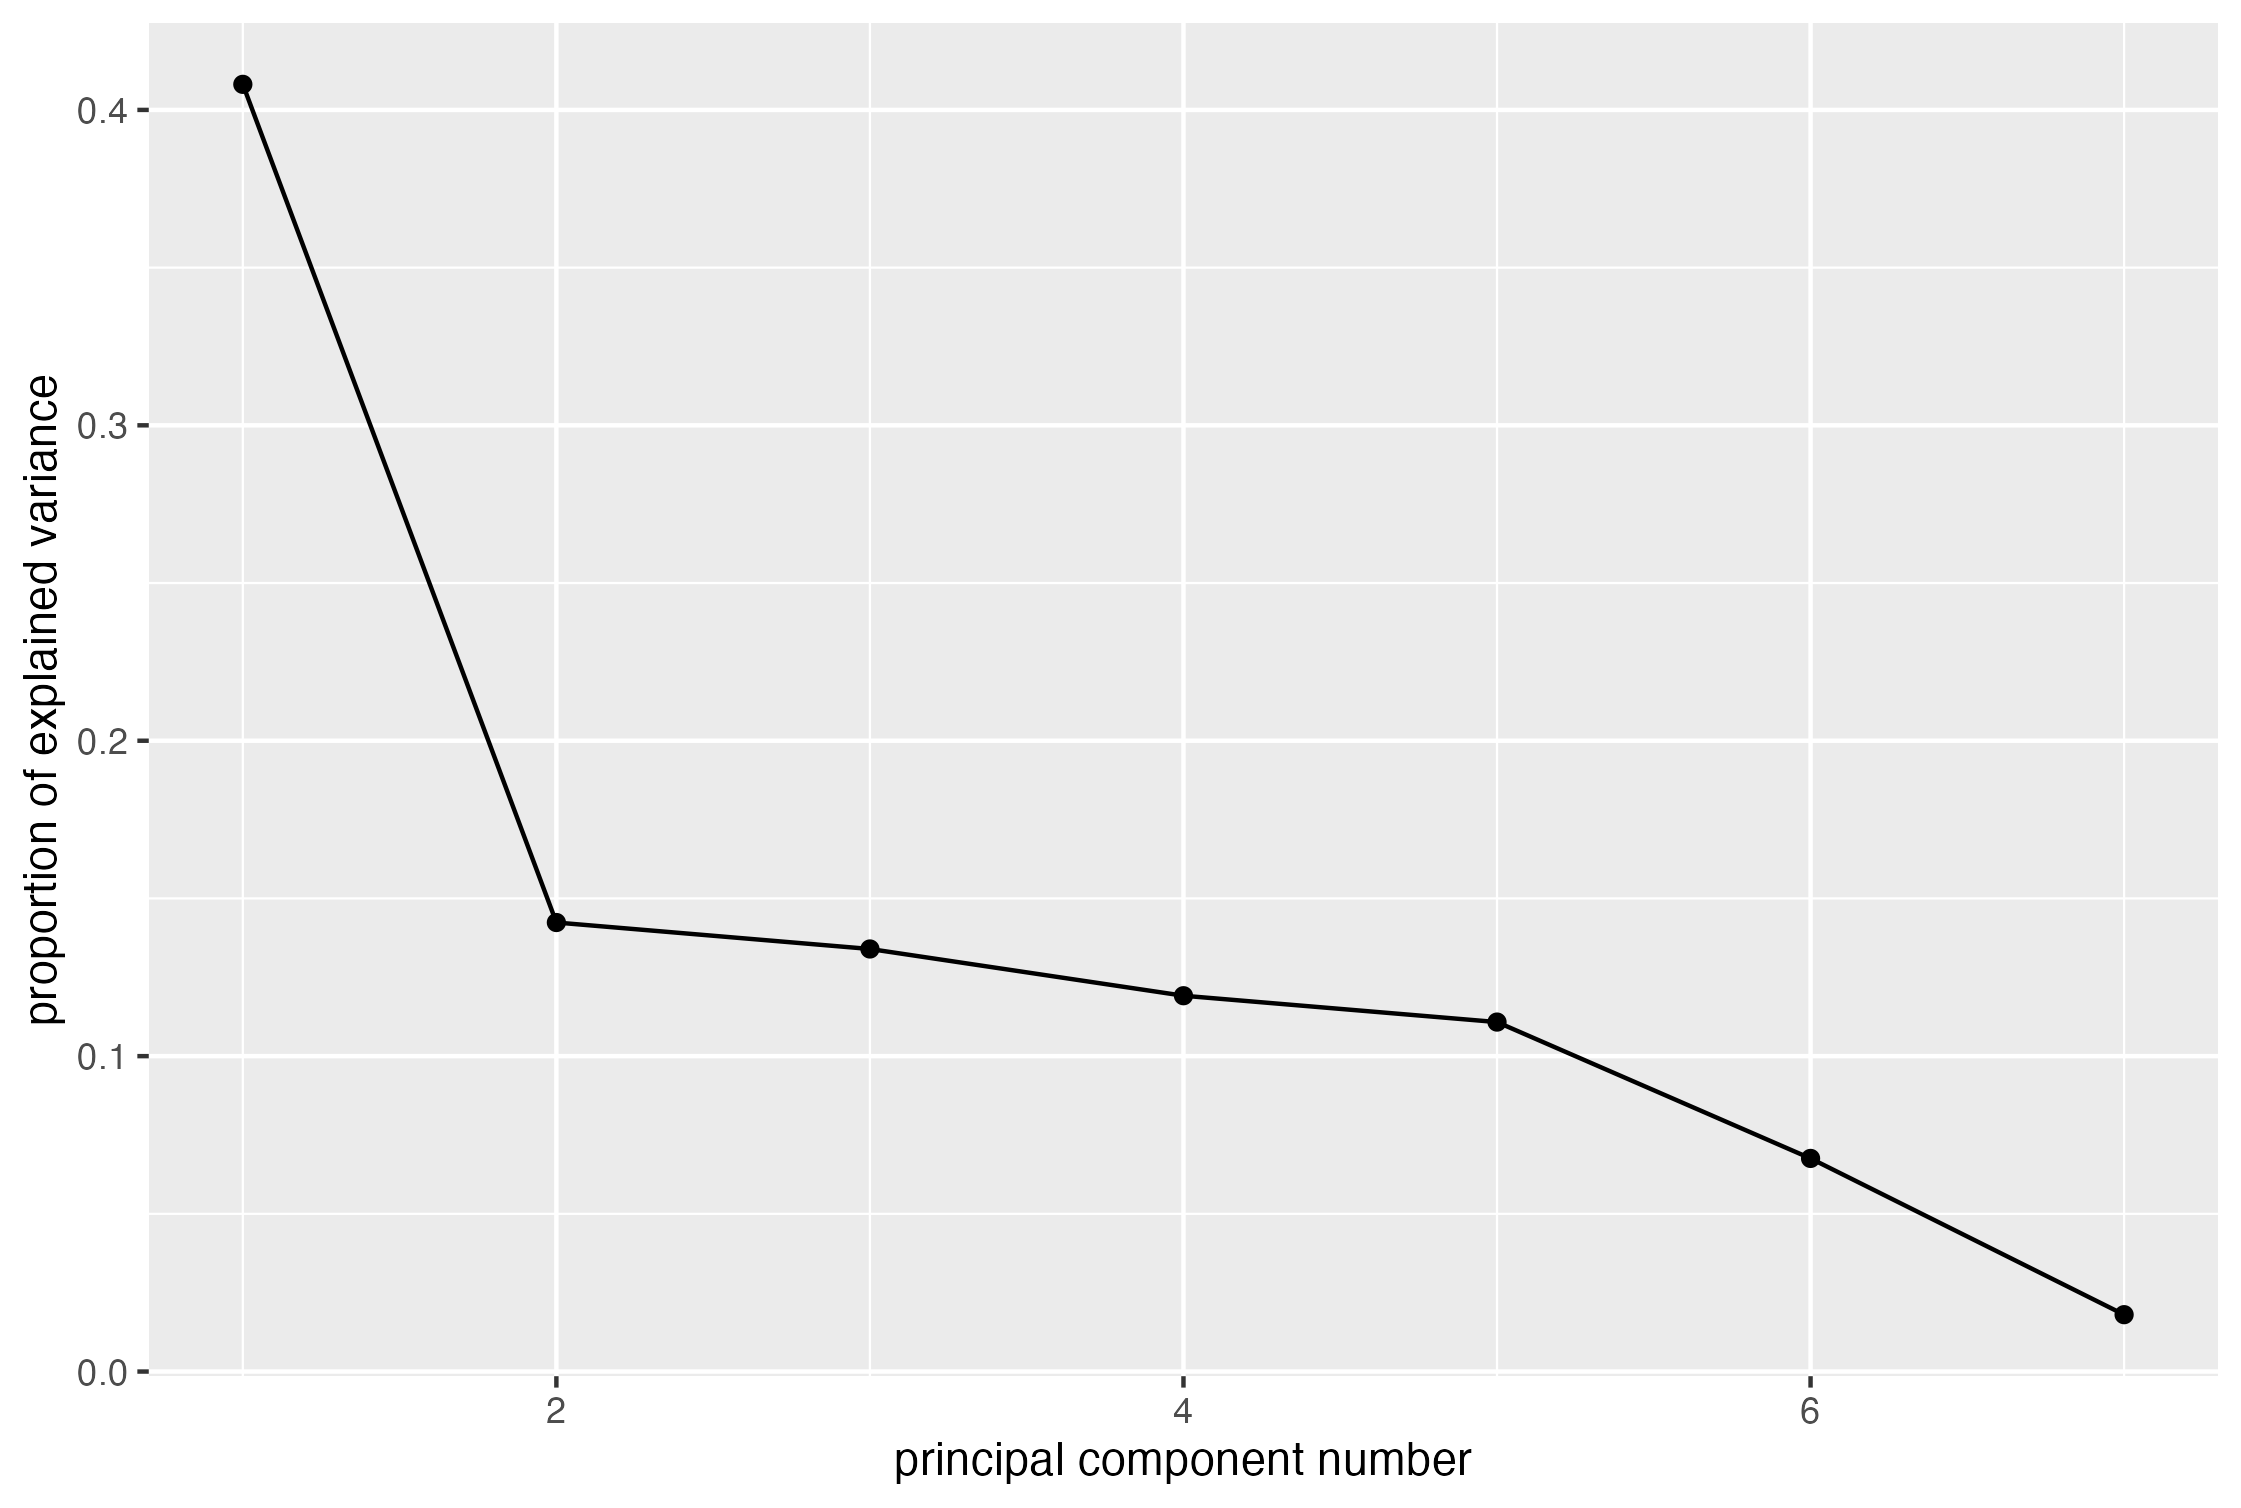 proportion of explained variance
0.4
0.3
0.2
0.1
0.0
2 4 6
principal component number